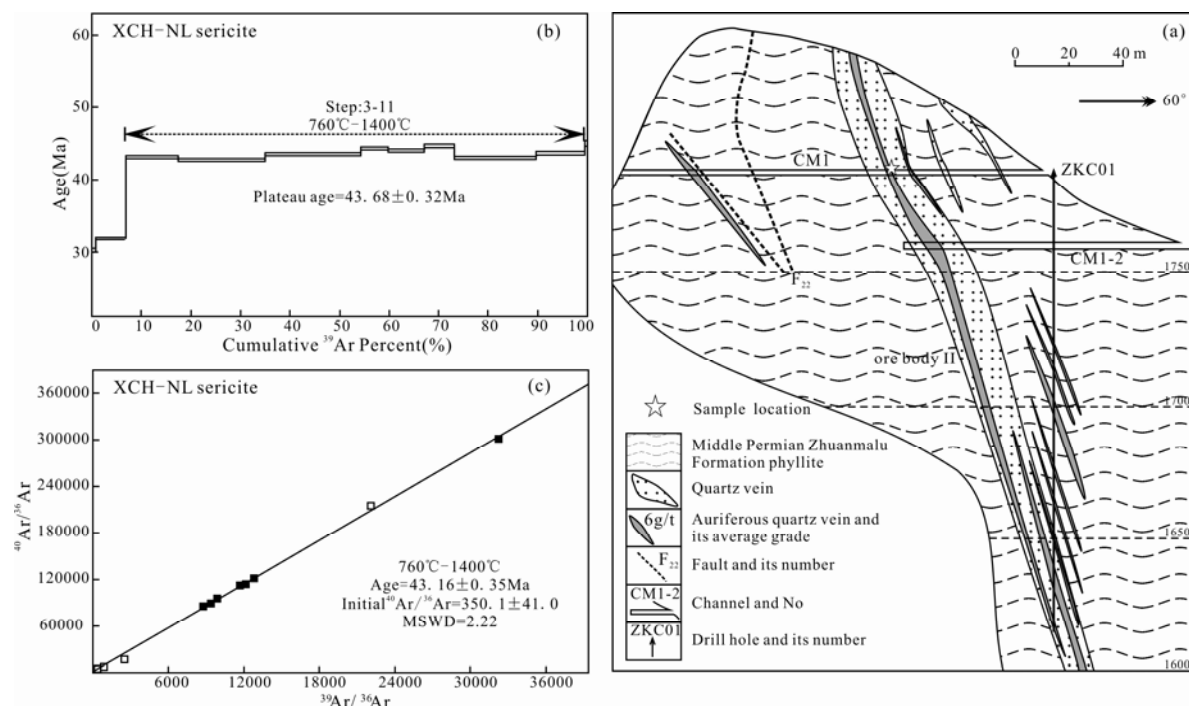 XCH-NL sericite
(b)
60
50
40
30
Age(Ma)
Step:3-11
760℃-1400℃
Plateau age=43. 68±0. 32Ma
0 10 20 30 40 50 60 70 80 90 100
Cumulative ³⁹Ar Percent(%)
XCH-NL sericite
(c)
360000
300000
240000
180000
120000
60000
⁴⁰Ar/³⁶Ar
760℃-1400℃
Age=43. 16±0. 35Ma
Initial⁴⁰Ar/³⁶Ar=350. 1±41. 0
MSWD=2.22
6000 12000 18000 24000 30000 36000
³⁹Ar/³⁶Ar
(a)
0 20 40 m
60°
CM1
ZKC01
CM1-2
1750
F₂₂
ore body II
1700
1650
1600
Sample location
Middle Permian Zhuanmalu
Formation phyllite
Quartz vein
6g/t
Auriferous quartz vein and
its average grade
F₂₂
Fault and its number
CM1-2
Channel and No
ZKC01
Drill hole and its number